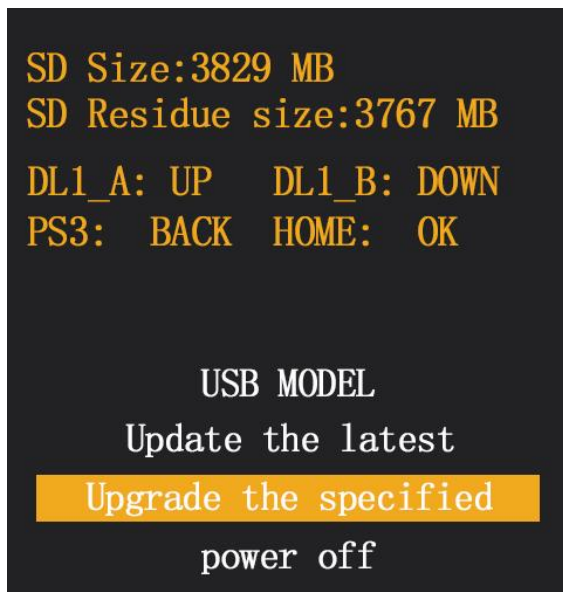 SD Size:3829 MB
SD Residue size:3767 MB
DL1_A: UP DL1_B: DOWN
PS3: BACK HOME: OK
USB MODEL
Update the latest
Upgrade the specified
power off